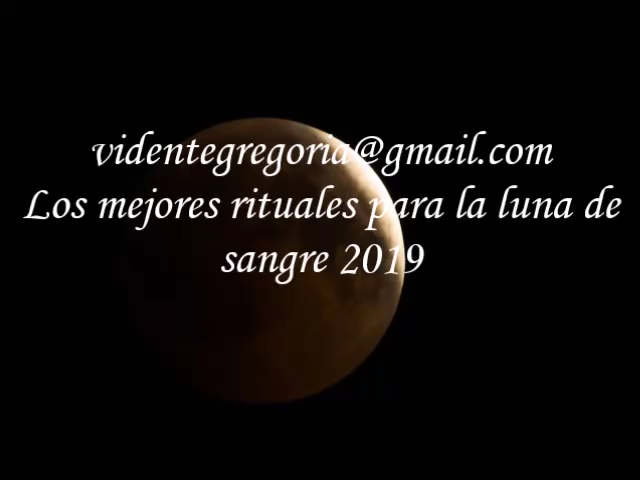 videntegregoria@gmail.com
Los mejores rituales para la luna de
sangre 2019